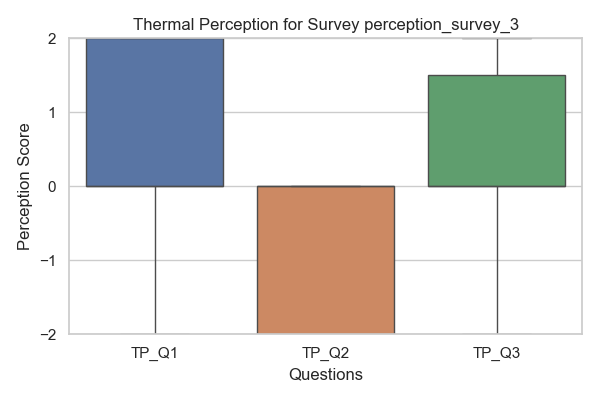 Thermal Perception for Survey perception_survey_3
Perception Score
2
1
0
−1
−2
TP_Q1 TP_Q2 TP_Q3
Questions